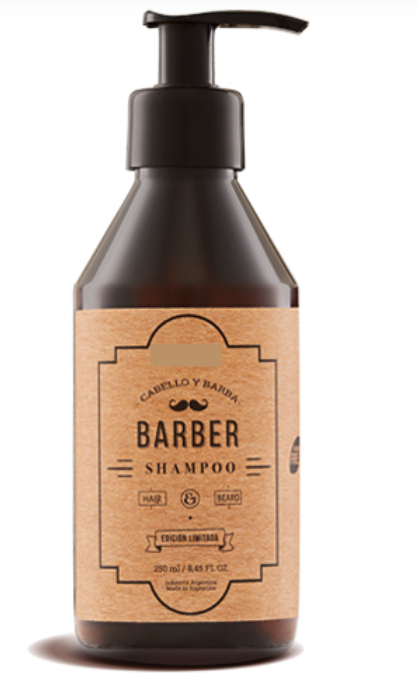 CABELLO Y BARBA
BARBER
SHAMPOO
HAIR & BEARD
EDICIÓN LIMITADA
250 ml / 8,45 FL OZ
Industria Argentina
Made in Argentina